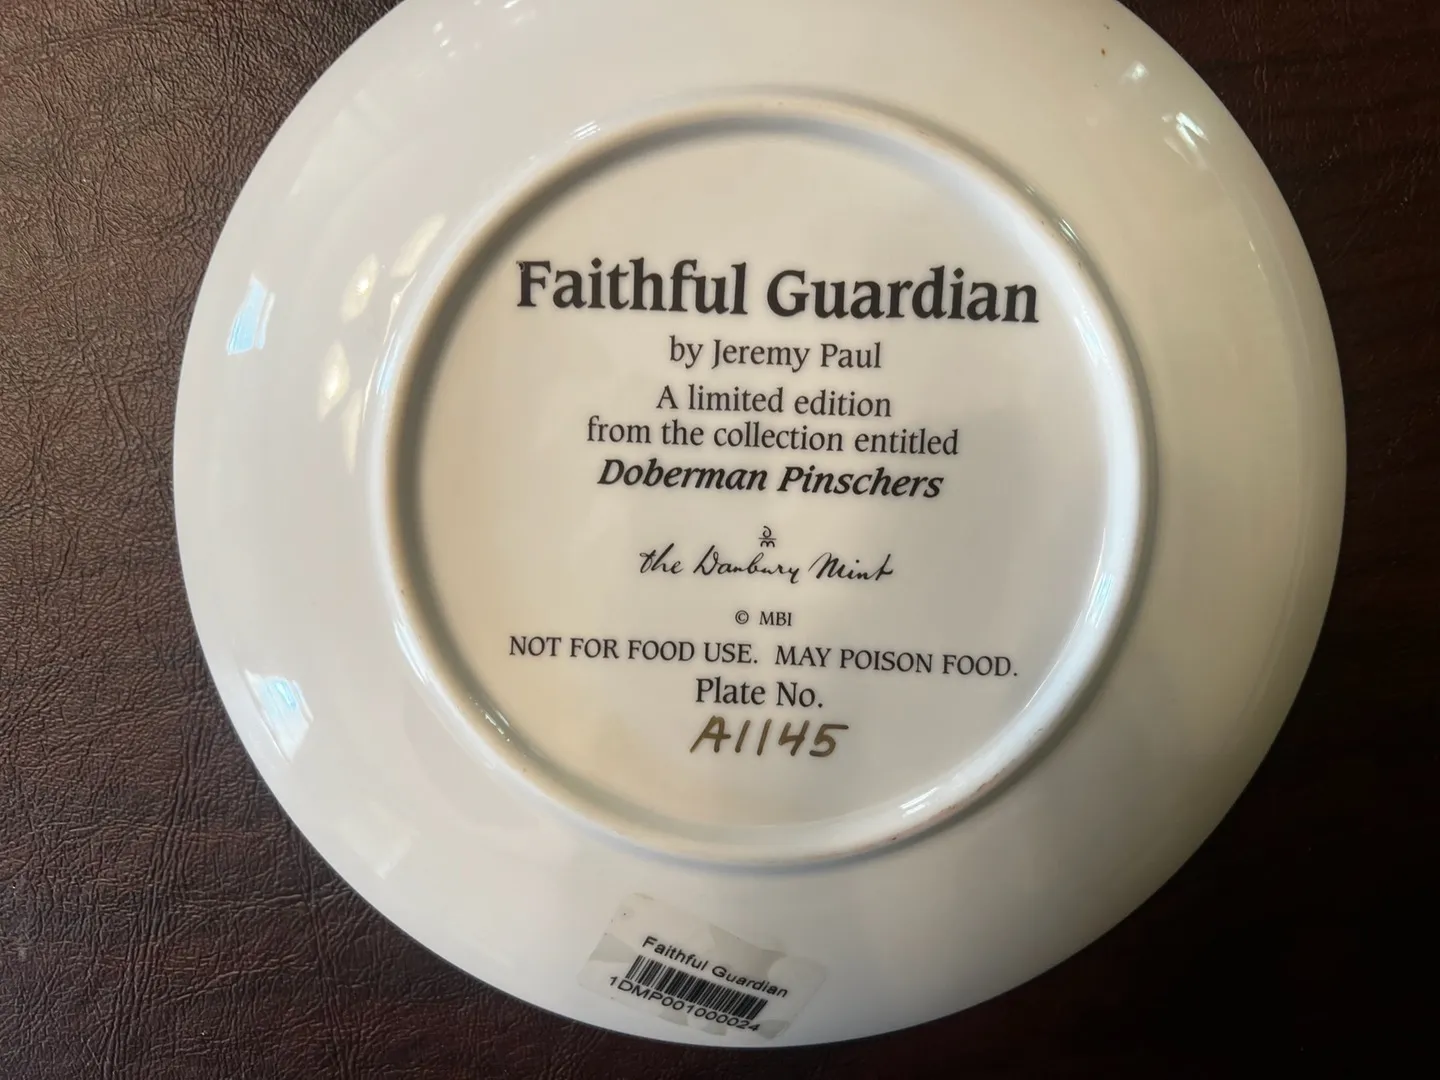 Faithful Guardian
by Jeremy Paul
A limited edition
from the collection entitled
Doberman Pinschers
the Danbury Mint
© MBI
NOT FOR FOOD USE. MAY POISON FOOD.
Plate No.
A1145
Faithful Guardian
1DMP001000024